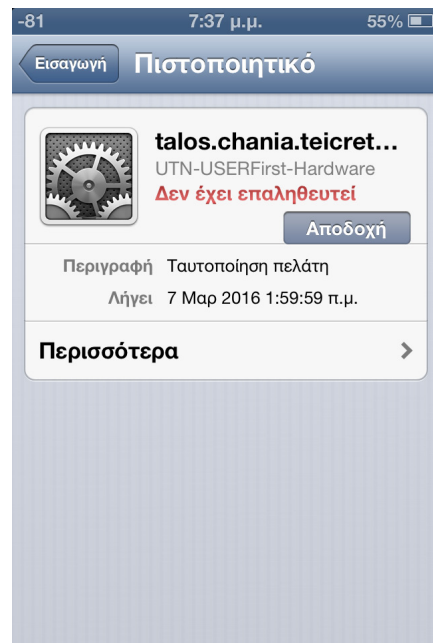 -81 7:37 μ.μ. 55%
Εισαγωγή Πιστοποιητικό
talos.chania.teicret...
UTN-USERFirst-Hardware
Δεν έχει επαληθευτεί
Αποδοχή
Περιγραφή Ταυτοποίηση πελάτη
Λήγει 7 Μαρ 2016 1:59:59 π.μ.
Περισσότερα